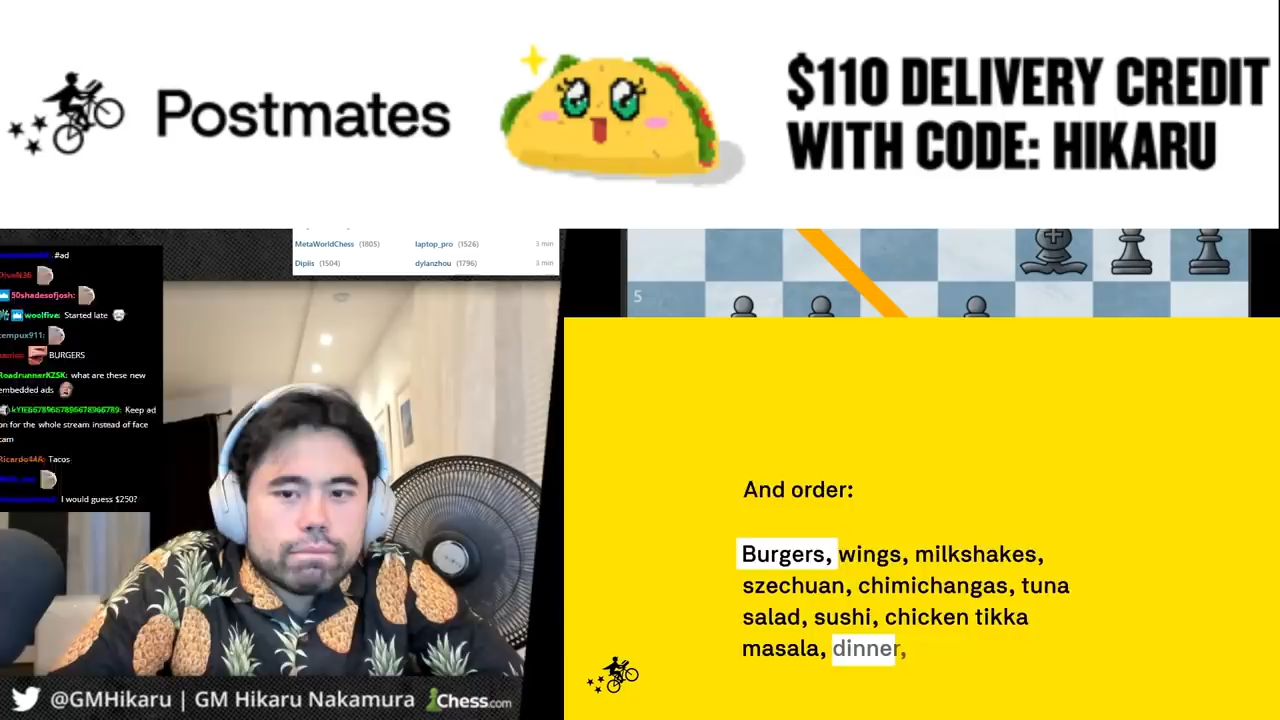 Postmates
$110 DELIVERY CREDIT
WITH CODE: HIKARU
MetaWorldChess (1805) laptop_pro (1526) 3 min
Diplis (1504) dylanzhou (1796) 3 min
#ad
50shadesofjosh:
woolfive: Started late
tempux911:
BURGERS
RoadrunnerKZSK: what are these new
embedded ads
Keep ad
on for the whole stream instead of face
cam
Ricardo44A: Tacos
I would guess $250?
5
And order:
Burgers, wings, milkshakes,
szechuan, chimichangas, tuna
salad, sushi, chicken tikka
masala, dinner,
@GMHikaru | GM Hikaru Nakamura Chess.com